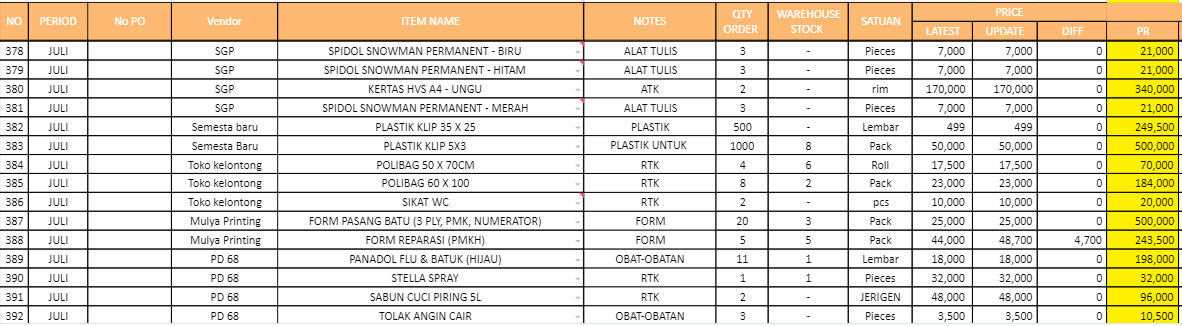 NO PERIOD No PO Vendor ITEM NAME NOTES QTY ORDER WAREHOUSE STOCK SATUAN PRICE
LATEST UPDATE DIFF PR
378 JULI SGP SPIDOL SNOWMAN PERMANENT - BIRU ALAT TULIS 3 - Pieces 7,000 7,000 0 21,000
379 JULI SGP SPIDOL SNOWMAN PERMANENT - HITAM ALAT TULIS 3 - Pieces 7,000 7,000 0 21,000
380 JULI SGP KERTAS HVS A4 - UNGU ATK 2 - rim 170,000 170,000 0 340,000
381 JULI SGP SPIDOL SNOWMAN PERMANENT - MERAH ALAT TULIS 3 - Pieces 7,000 7,000 0 21,000
382 JULI Semesta baru PLASTIK KLIP 35 X 25 PLASTIK 500 - Lembar 499 499 0 249,500
383 JULI Semesta Baru PLASTIK KLIP 5X3 PLASTIK UNTUK 1000 8 Pack 50,000 50,000 0 500,000
384 JULI Toko kelontong POLIBAG 50 X 70CM RTK 4 6 Roll 17,500 17,500 0 70,000
385 JULI Toko kelontong POLIBAG 60 X 100 RTK 8 2 Pack 23,000 23,000 0 184,000
386 JULI Toko kelontong SIKAT WC RTK 2 - pcs 10,000 10,000 0 20,000
387 JULI Mulya Printing FORM PASANG BATU (3 PLY, PMK, NUMERATOR) FORM 20 3 Pack 25,000 25,000 0 500,000
388 JULI Mulya Printing FORM REPARASI (PMKH) FORM 5 5 Pack 44,000 48,700 4,700 243,500
389 JULI PD 68 PANADOL FLU & BATUK (HIJAU) OBAT-OBATAN 11 1 Lembar 18,000 18,000 0 198,000
390 JULI PD 68 STELLA SPRAY RTK 1 1 Pieces 32,000 32,000 0 32,000
391 JULI PD 68 SABUN CUCI PIRING 5L RTK 2 - JERIGEN 48,000 48,000 0 96,000
392 JULI PD 68 TOLAK ANGIN CAIR OBAT-OBATAN 3 - Pieces 3,500 3,500 0 10,500